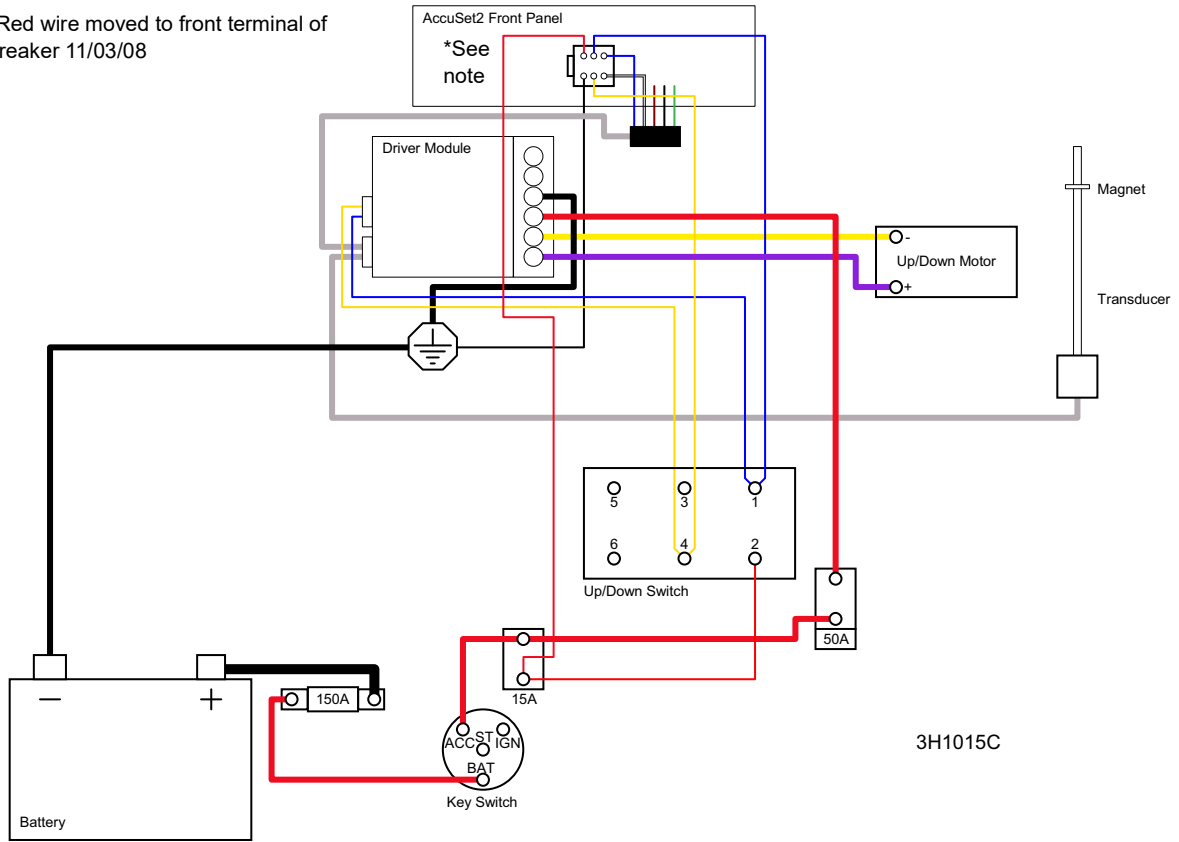 Red wire moved to front terminal of
reaker 11/03/08
AccuSet2 Front Panel
*See
note
Driver Module
Magnet
-
Up/Down Motor
+
Transducer
5
3
1
6
4
2
Up/Down Switch
50A
15A
150A
ACC
ST
IGN
BAT
Key Switch
3H1015C
−
+
Battery